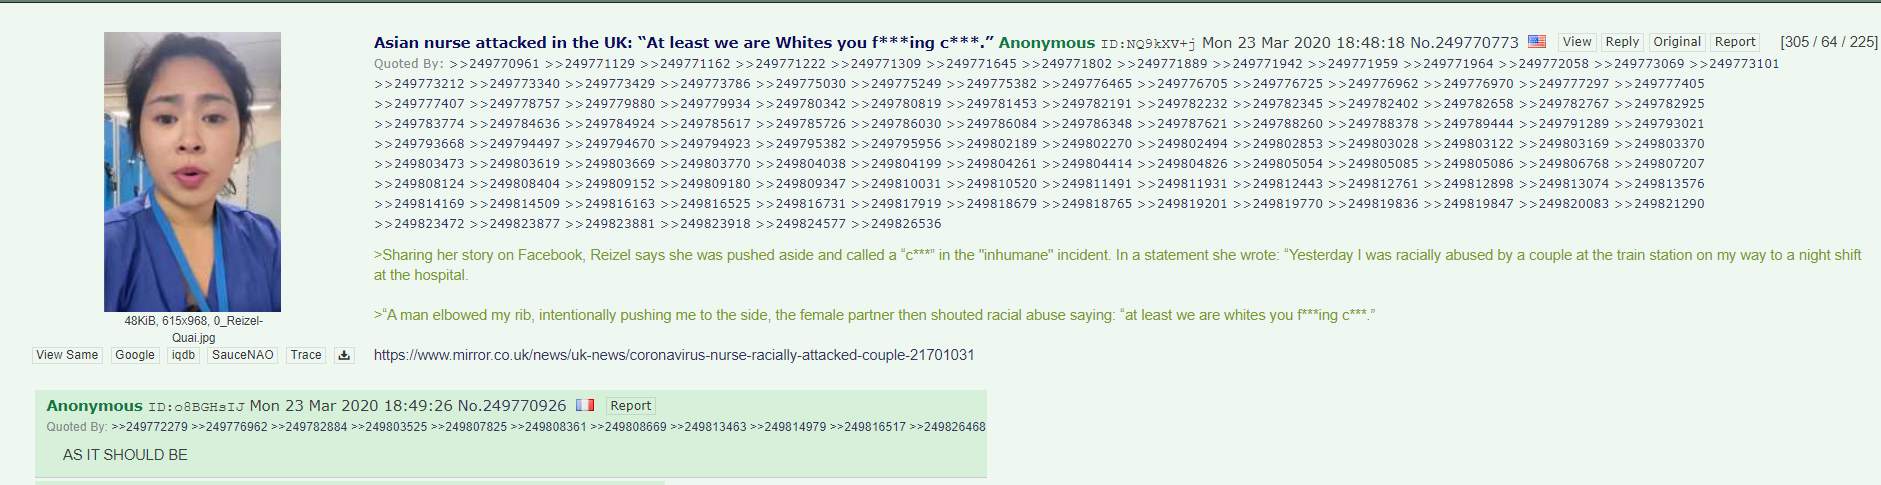 Asian nurse attacked in the UK: “At least we are Whites you f***ing c***.” Anonymous ID:NQ9kXV+j Mon 23 Mar 2020 18:48:18 No.249770773 View Reply Original Report [305 / 64 / 225]
Quoted By: >>249770961 >>249771129 >>249771162 >>249771222 >>249771309 >>249771645 >>249771802 >>249771889 >>249771942 >>249771959 >>249771964 >>249772058 >>249773069 >>249773101
>>249773212 >>249773340 >>249773429 >>249773786 >>249775030 >>249775249 >>249775382 >>249776465 >>249776705 >>249776725 >>249776962 >>249776970 >>249777297 >>249777405
>>249777407 >>249778757 >>249779880 >>249779934 >>249780342 >>249780819 >>249781453 >>249782191 >>249782232 >>249782345 >>249782402 >>249782658 >>249782767 >>249782925
>>249783774 >>249784636 >>249784924 >>249785617 >>249785726 >>249786030 >>249786084 >>249786348 >>249787621 >>249788260 >>249788378 >>249789444 >>249791289 >>249793021
>>249793668 >>249794497 >>249794670 >>249794923 >>249795382 >>249795956 >>249802189 >>249802270 >>249802494 >>249802853 >>249803028 >>249803122 >>249803169 >>249803370
>>249803473 >>249803619 >>249803669 >>249803770 >>249804038 >>249804199 >>249804261 >>249804414 >>249804826 >>249805054 >>249805085 >>249805086 >>249806768 >>249807207
>>249808124 >>249808404 >>249809152 >>249809180 >>249809347 >>249810031 >>249810520 >>249811491 >>249811931 >>249812443 >>249812761 >>249812898 >>249813074 >>249813576
>>249814169 >>249814509 >>249816163 >>249816525 >>249816731 >>249817919 >>249818679 >>249818765 >>249819201 >>249819770 >>249819836 >>249819847 >>249820083 >>249821290
>>249823472 >>249823877 >>249823881 >>249823918 >>249824577 >>249826536
>Sharing her story on Facebook, Reizel says she was pushed aside and called a “c***” in the "inhumane" incident. In a statement she wrote: “Yesterday I was racially abused by a couple at the train station on my way to a night shift
at the hospital.
>“A man elbowed my rib, intentionally pushing me to the side, the female partner then shouted racial abuse saying: “at least we are whites you f***ing c***.”
https://www.mirror.co.uk/news/uk-news/coronavirus-nurse-racially-attacked-couple-21701031
48KiB, 615x968, 0_Reizel-
Quai.jpg
View Same Google iqdb SauceNAO Trace
Anonymous ID:o8BGHsIJ Mon 23 Mar 2020 18:49:26 No.249770926 Report
Quoted By: >>249772279 >>249776962 >>249782884 >>249803525 >>249807825 >>249808361 >>249808669 >>249813463 >>249814979 >>249816517 >>249826468
AS IT SHOULD BE